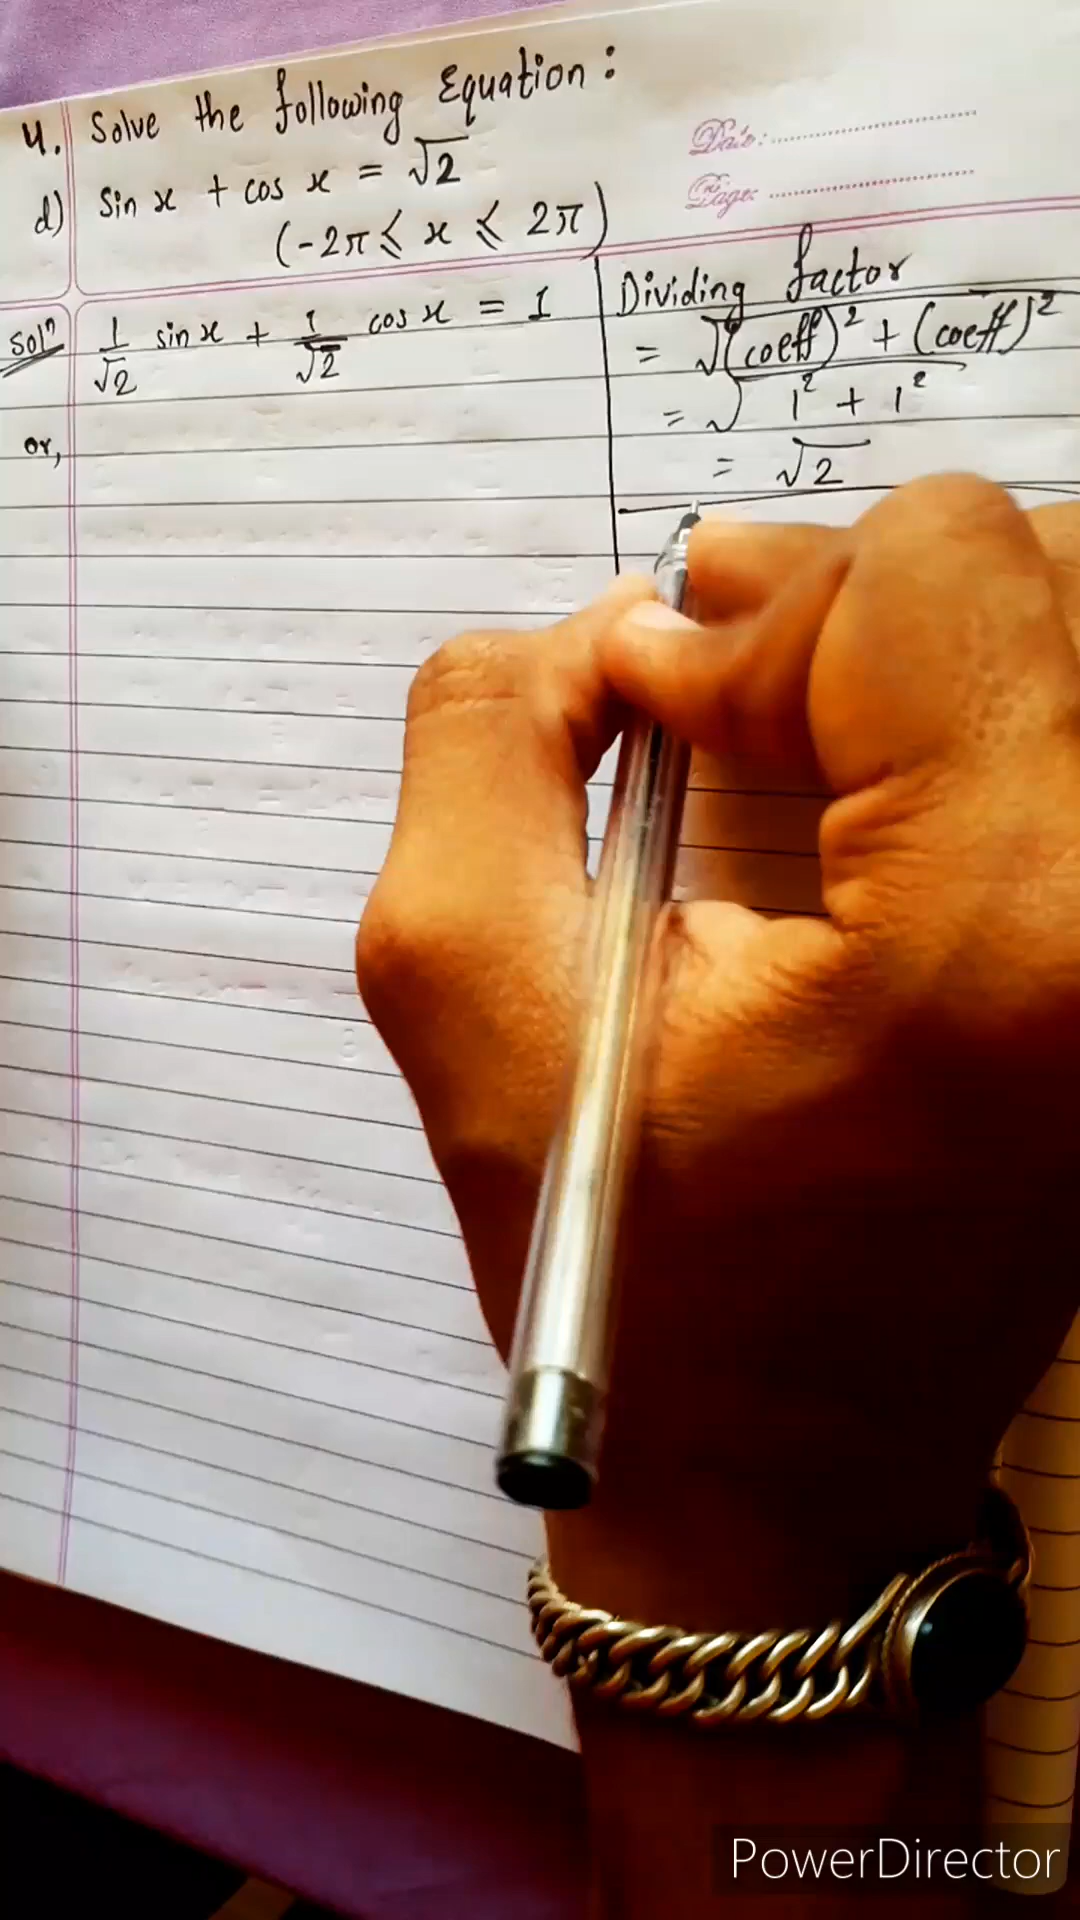 4. Solve the following Equation:
d) sin x + cos x = √2
(-2π ≤ x ≤ 2π)
Date:
Page:
Solⁿ 1/√2 sin x + 1/√2 cos x = 1
or,
Dividing factor
= √(coeff)² + (coeff)²
= √1² + 1²
= √2
PowerDirector